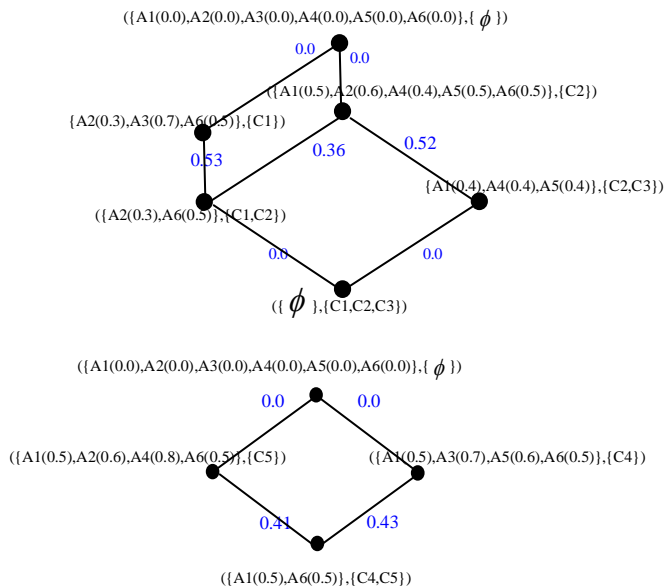 ({A1(0.0),A2(0.0),A3(0.0),A4(0.0),A5(0.0),A6(0.0)},{ ϕ })
0.0
0.0
({A1(0.5),A2(0.6),A4(0.4),A5(0.5),A6(0.5)},{C2})
{A2(0.3),A3(0.7),A6(0.5)},{C1})
0.52
0.36
0.53
{A1(0.4),A4(0.4),A5(0.4)},{C2,C3})
({A2(0.3),A6(0.5)},{C1,C2})
0.0
0.0
({ ϕ },{C1,C2,C3})
({A1(0.0),A2(0.0),A3(0.0),A4(0.0),A5(0.0),A6(0.0)},{ ϕ })
0.0
0.0
({A1(0.5),A2(0.6),A4(0.8),A6(0.5)},{C5})
({A1(0.5),A3(0.7),A5(0.6),A6(0.5)},{C4})
0.41
0.43
({A1(0.5),A6(0.5)},{C4,C5})